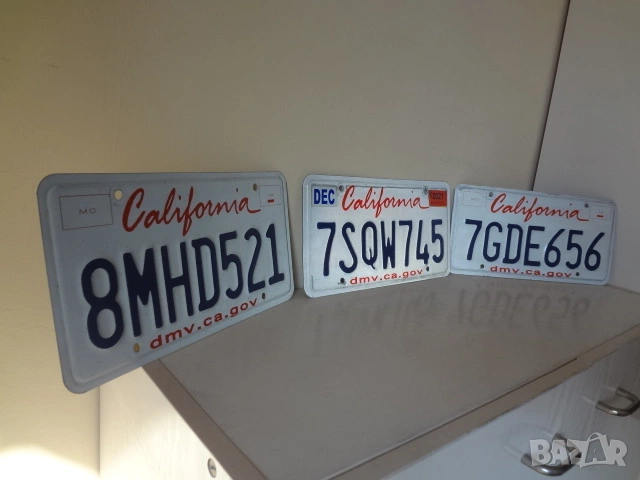 MO
California
8MHD521
dmv.ca.gov
DEC
California
7SQW745
dmv.ca.gov
California
7GDE656
dmv.ca.gov
BAZAR